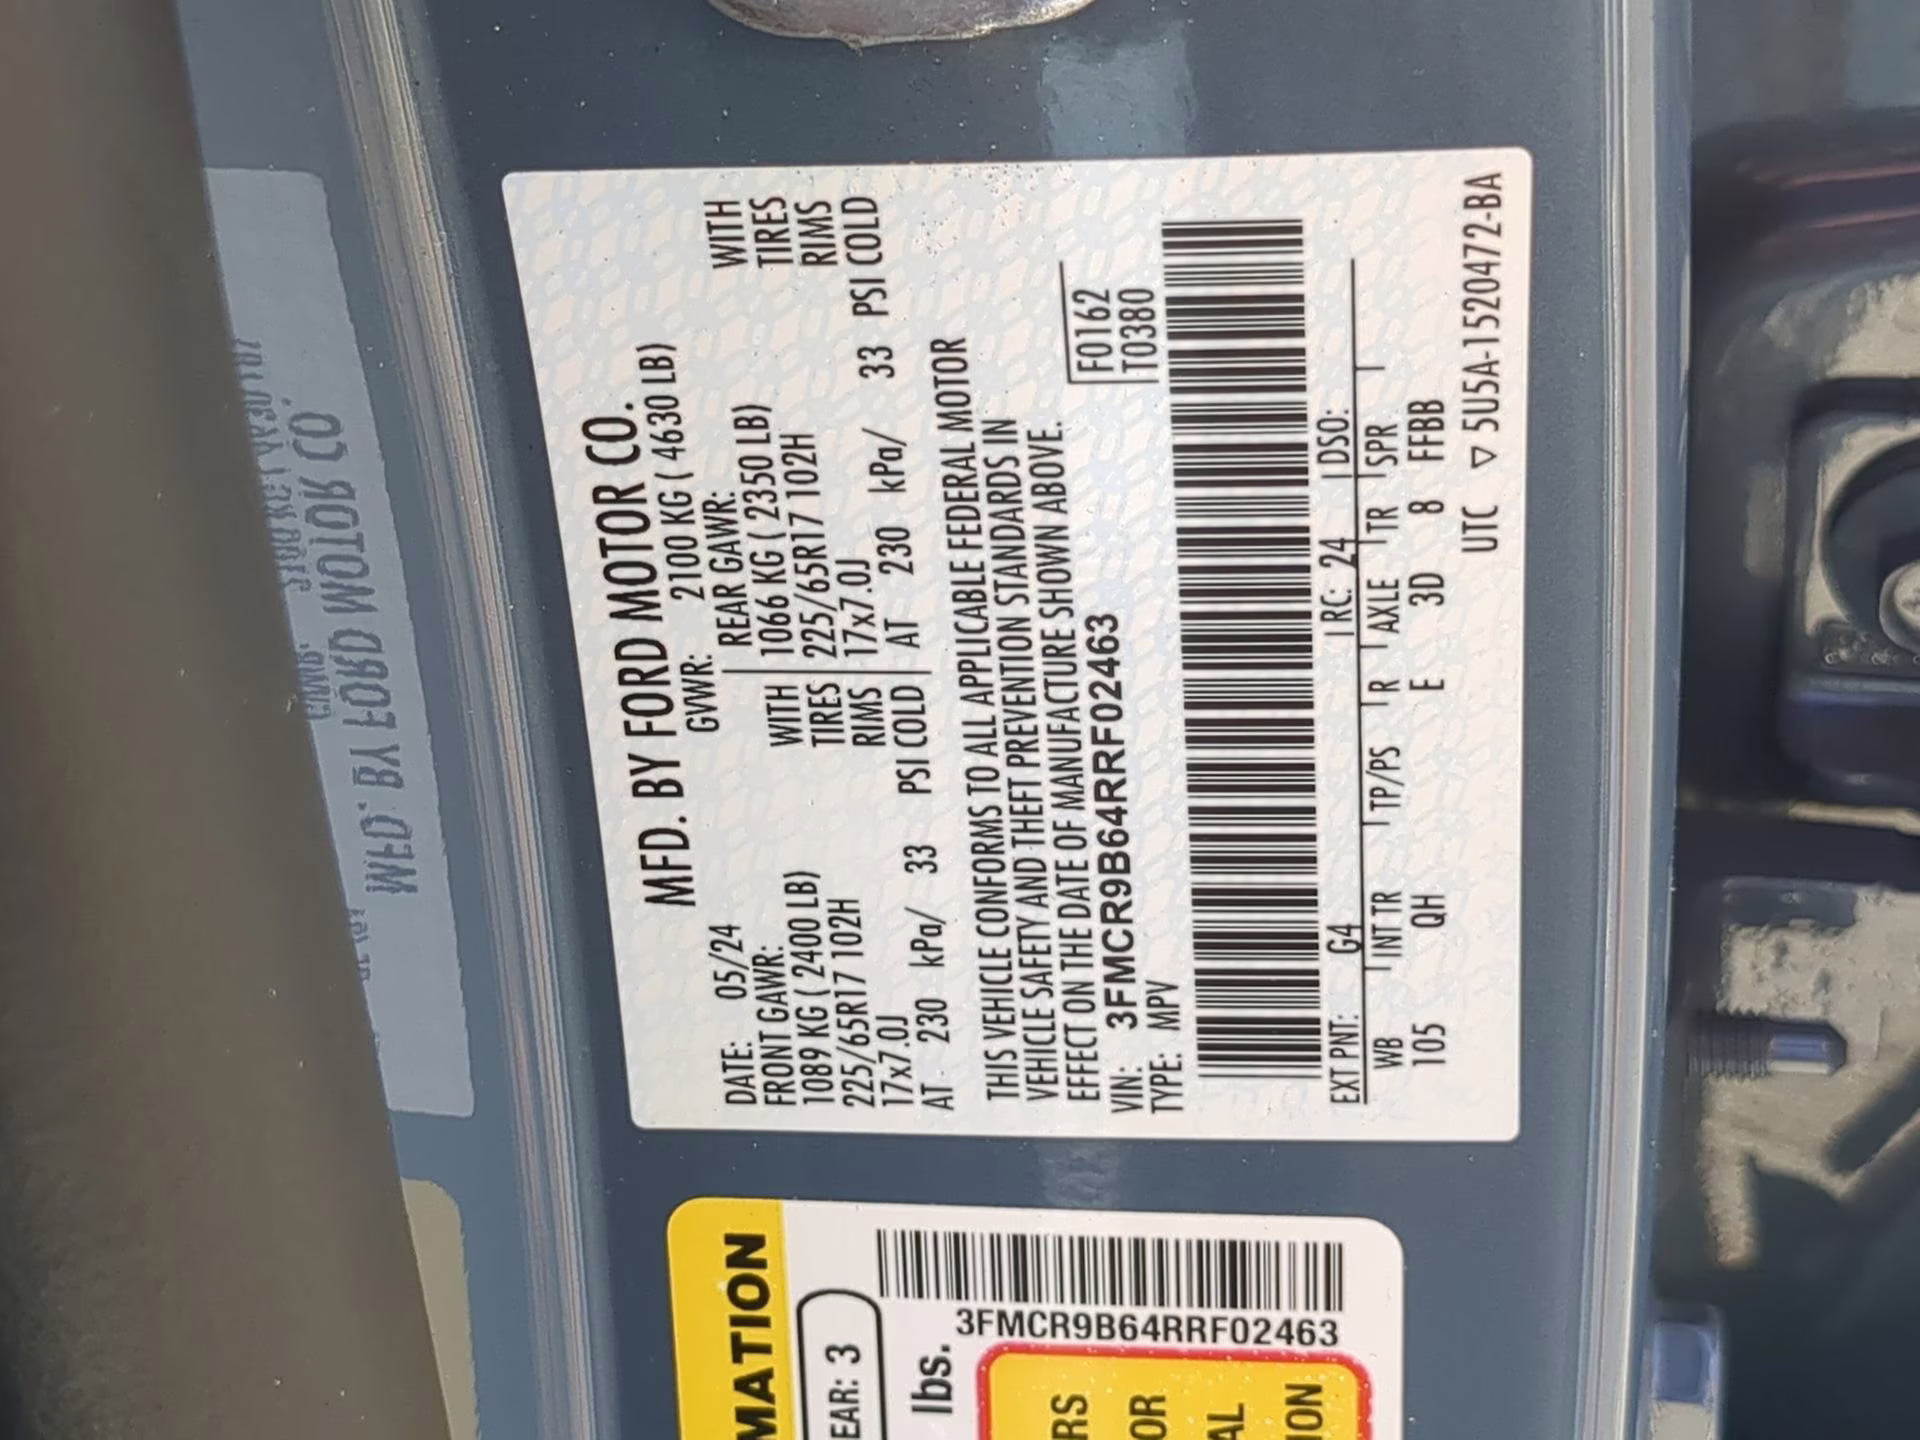 MFD. BY FORD MOTOR CO.
DATE: 05/24 GVWR: 2100 KG ( 4630 LB)
FRONT GAWR: REAR GAWR:
1089 KG ( 2400 LB) WITH 1066 KG ( 2350 LB) WITH
225/65R17 102H TIRES 225/65R17 102H TIRES
17x7.0J RIMS 17x7.0J RIMS
AT 230 kPa/ 33 PSI COLD AT 230 kPa/ 33 PSI COLD
THIS VEHICLE CONFORMS TO ALL APPLICABLE FEDERAL MOTOR
VEHICLE SAFETY AND THEFT PREVENTION STANDARDS IN
EFFECT ON THE DATE OF MANUFACTURE SHOWN ABOVE.
VIN: 3FMCR9B64RRF02463 F0162
TYPE: MPV T0380
EXT PNT: G4 RC: 24 DSO:
WB INT TR TP/PS R AXLE TR SPR
105 QH E 3D 8 FFBB
UTC ▽ 5U5A-1520472-BA
MATION
EAR: 3
lbs.
3FMCR9B64RRF02463
RS
OR
AL
ION
MFD. BY FORD MOTOR CO.
GVWR: